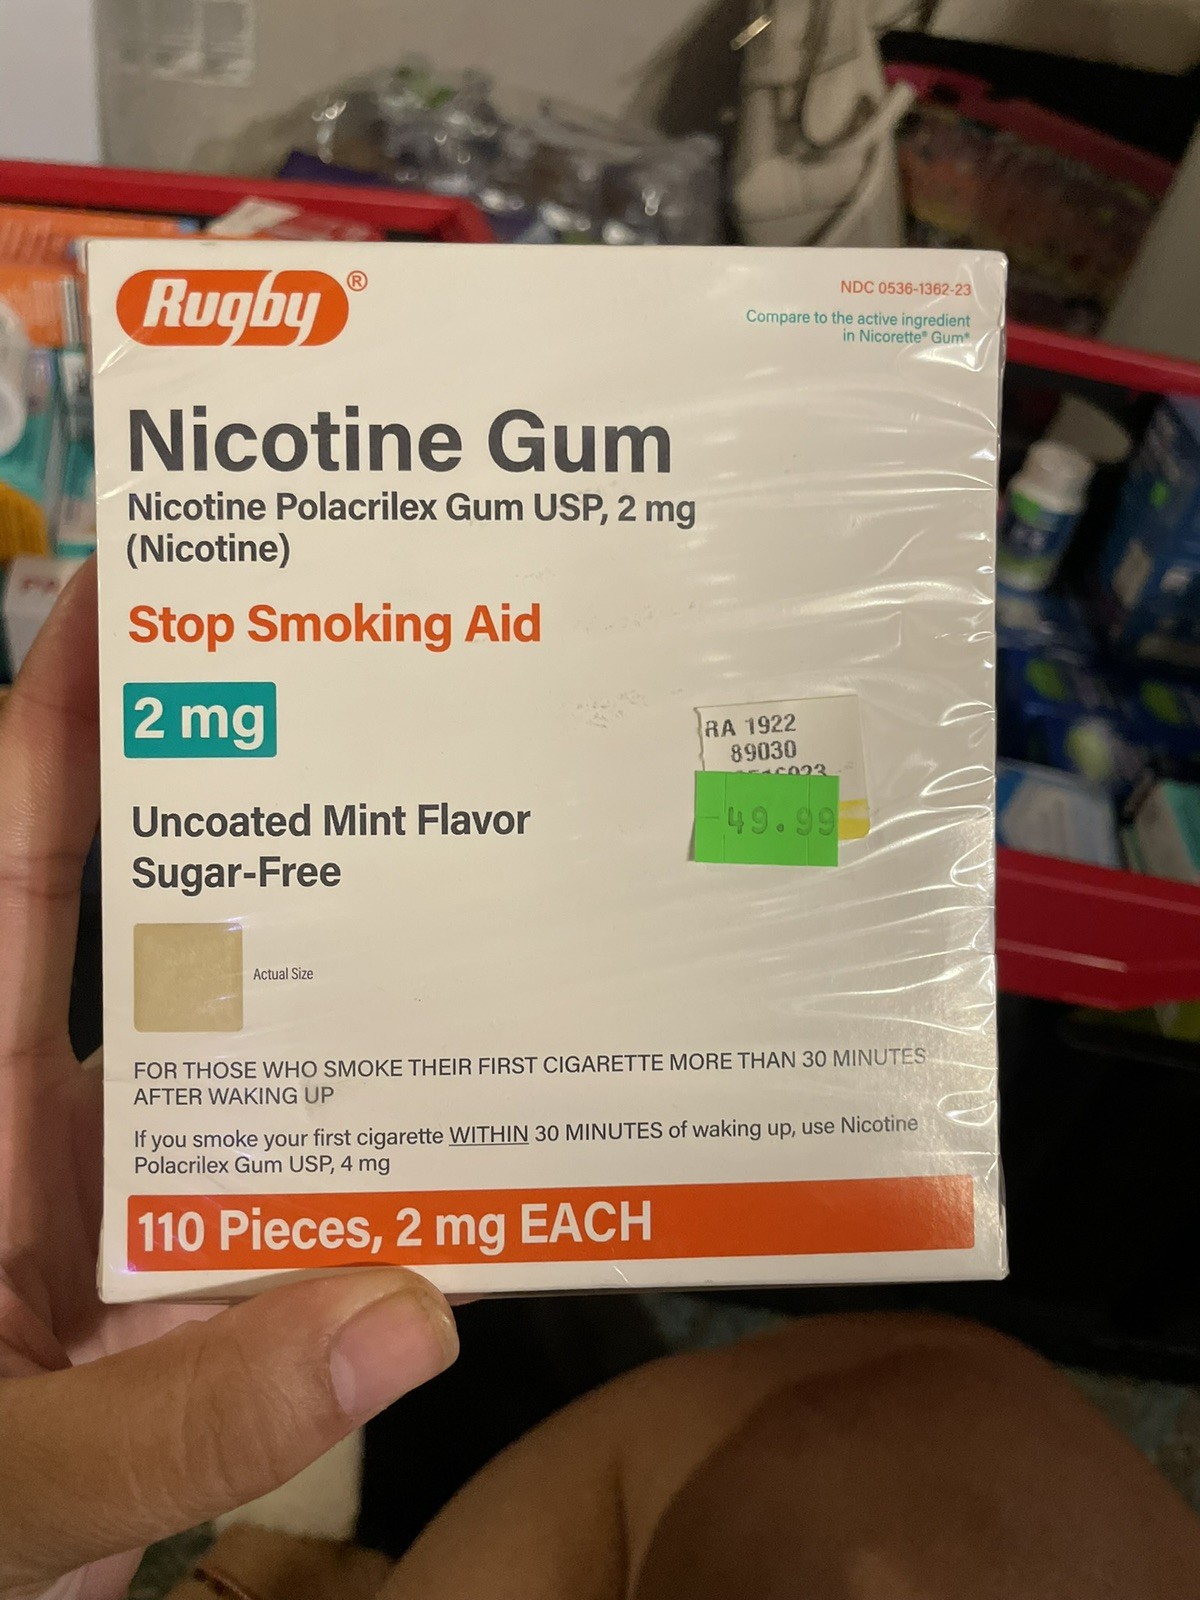 Rugby®
NDC 0536-1362-23
Compare to the active ingredient
in Nicorette® Gum*
Nicotine Gum
Nicotine Polacrilex Gum USP, 2 mg
(Nicotine)
Stop Smoking Aid
2 mg
RA 1922
89030
49.99
Uncoated Mint Flavor
Sugar-Free
Actual Size
FOR THOSE WHO SMOKE THEIR FIRST CIGARETTE MORE THAN 30 MINUTES
AFTER WAKING UP
If you smoke your first cigarette WITHIN 30 MINUTES of waking up, use Nicotine
Polacrilex Gum USP, 4 mg
110 Pieces, 2 mg EACH